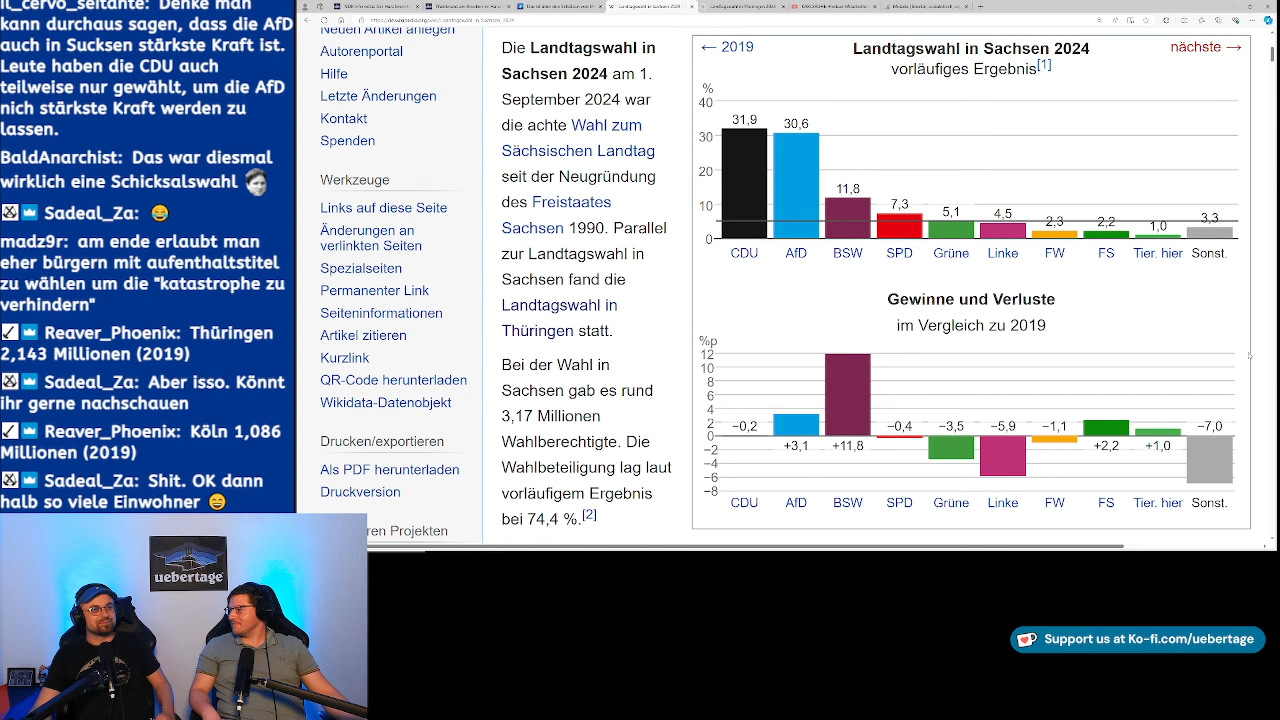 il_cervo_seltante: Denke man
kann durchaus sagen, dass die AfD
auch in Sucksen stärkste Kraft ist.
Leute haben die CDU auch
teilweise nur gewählt, um die AfD
nich stärkste Kraft werden zu
lassen.
BaldAnarchist: Das war diesmal
wirklich eine Schicksalswahl
Sadeal_Za:
madz9r: am ende erlaubt man
eher bürgern mit aufenthaltstitel
zu wählen um die "katastrophe zu
verhindern"
Reaver_Phoenix: Thüringen
2,143 Millionen (2019)
Sadeal_Za: Aber isso. Könnt
ihr gerne nachschauen
Reaver_Phoenix: Köln 1,086
Millionen (2019)
Sadeal_Za: Shit. OK dann
halb so viele Einwohner
Landtagswahl in Sachsen 2024
Neuen Artikel anlegen
Autorenportal
Hilfe
Letzte Änderungen
Kontakt
Spenden
Werkzeuge
Links auf diese Seite
Änderungen an
verlinkten Seiten
Spezialseiten
Permanenter Link
Seiteninformationen
Artikel zitieren
Kurzlink
QR-Code herunterladen
Wikidata-Datenobjekt
Drucken/exportieren
Als PDF herunterladen
Druckversion
ren Projekten
Die Landtagswahl in
Sachsen 2024 am 1.
September 2024 war
die achte Wahl zum
Sächsischen Landtag
seit der Neugründung
des Freistaates
Sachsen 1990. Parallel
zur Landtagswahl in
Sachsen fand die
Landtagswahl in
Thüringen statt.
Bei der Wahl in
Sachsen gab es rund
3,17 Millionen
Wahlberechtigte. Die
Wahlbeteiligung lag laut
vorläufigem Ergebnis
bei 74,4 %.[2]
← 2019 Landtagswahl in Sachsen 2024 nächste →
vorläufiges Ergebnis[1]
%
40
30
20
10
0
31,9 30,6 11,8 7,3 5,1 4,5 2,3 2,2 1,0 3,3
CDU AfD BSW SPD Grüne Linke FW FS Tier. hier Sonst.
Gewinne und Verluste
im Vergleich zu 2019
%p
12
10
8
6
4
2
0
−2
−4
−6
−8
−0,2 +3,1 +11,8 −0,4 −3,5 −5,9 −1,1 +2,2 +1,0 −7,0
CDU AfD BSW SPD Grüne Linke FW FS Tier. hier Sonst.
uebertage
Support us at Ko-fi.com/uebertage